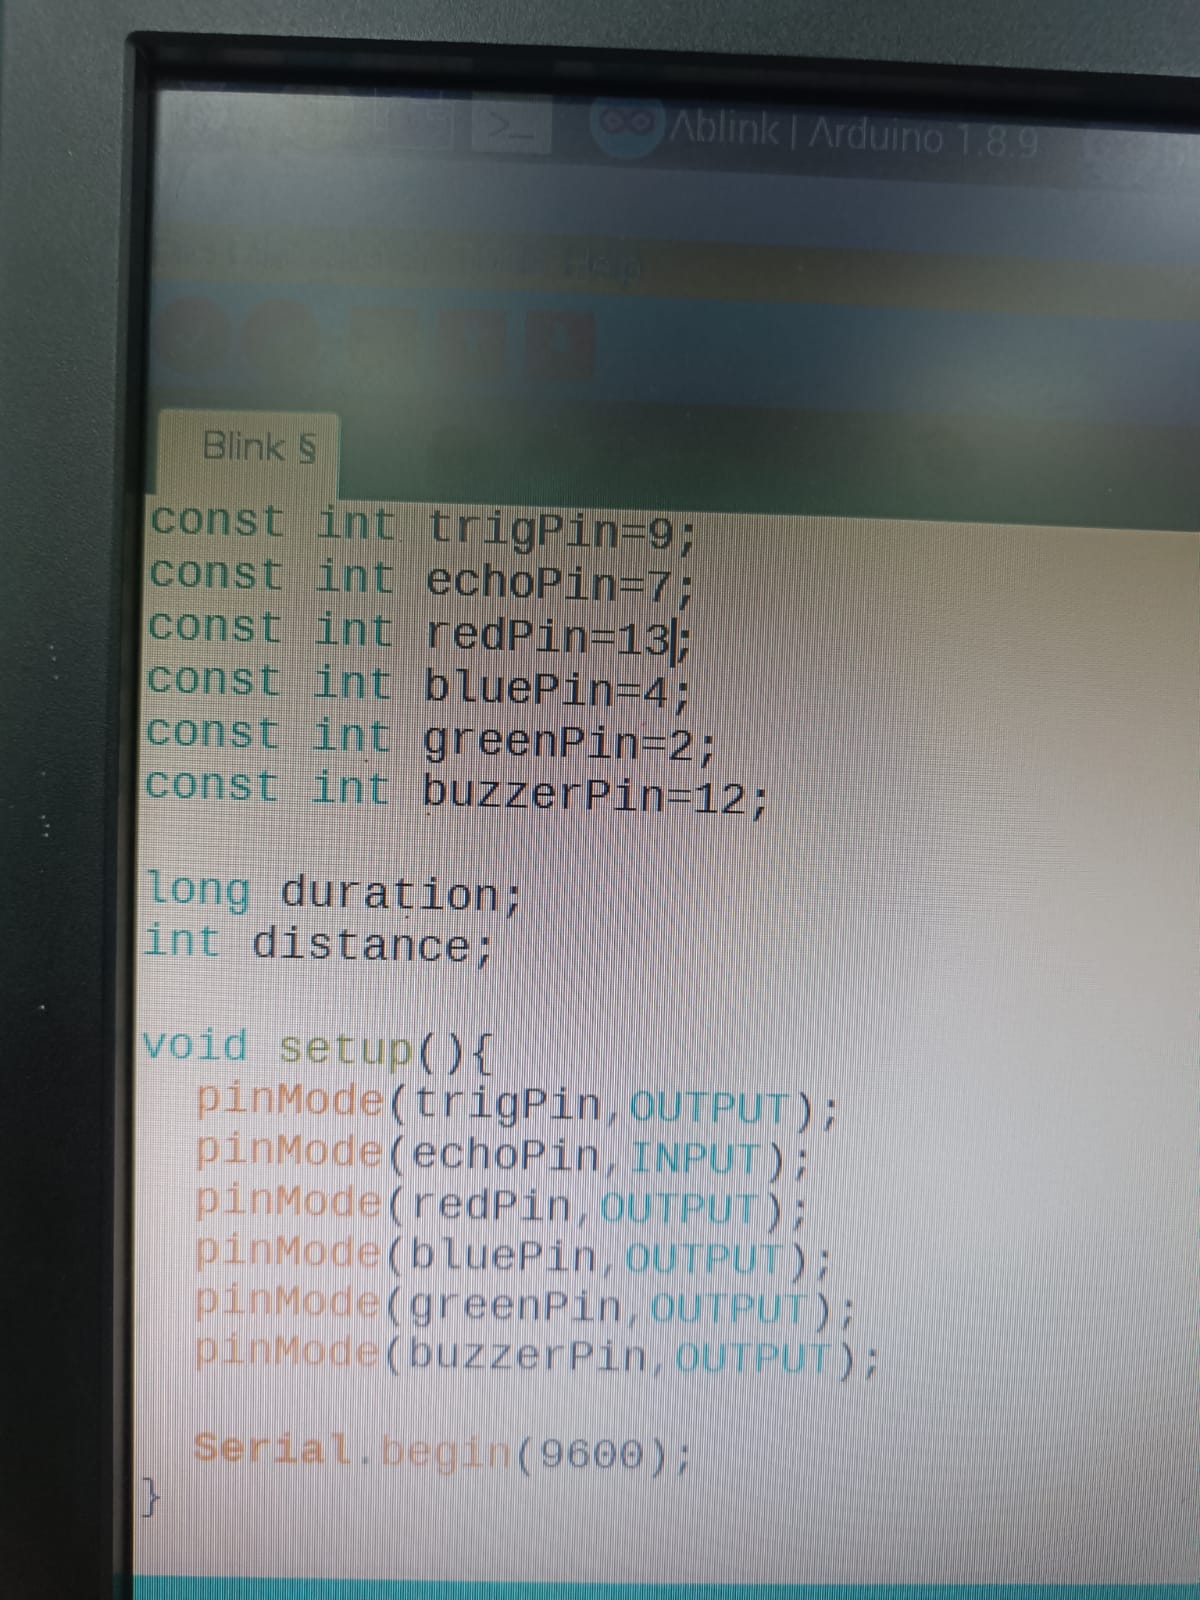 Ablink | Arduino 1.8.9
Help
Blink §
const int trigPin=9;
const int echoPin=7;
const int redPin=13;
const int bluePin=4;
const int greenPin=2;
const int buzzerPin=12;
long duration;
int distance;
void setup(){
pinMode(trigPin,OUTPUT);
pinMode(echoPin,INPUT);
pinMode(redPin,OUTPUT);
pinMode(bluePin,OUTPUT);
pinMode(greenPin,OUTPUT);
pinMode(buzzerPin,OUTPUT);
Serial.begin(9600);
}